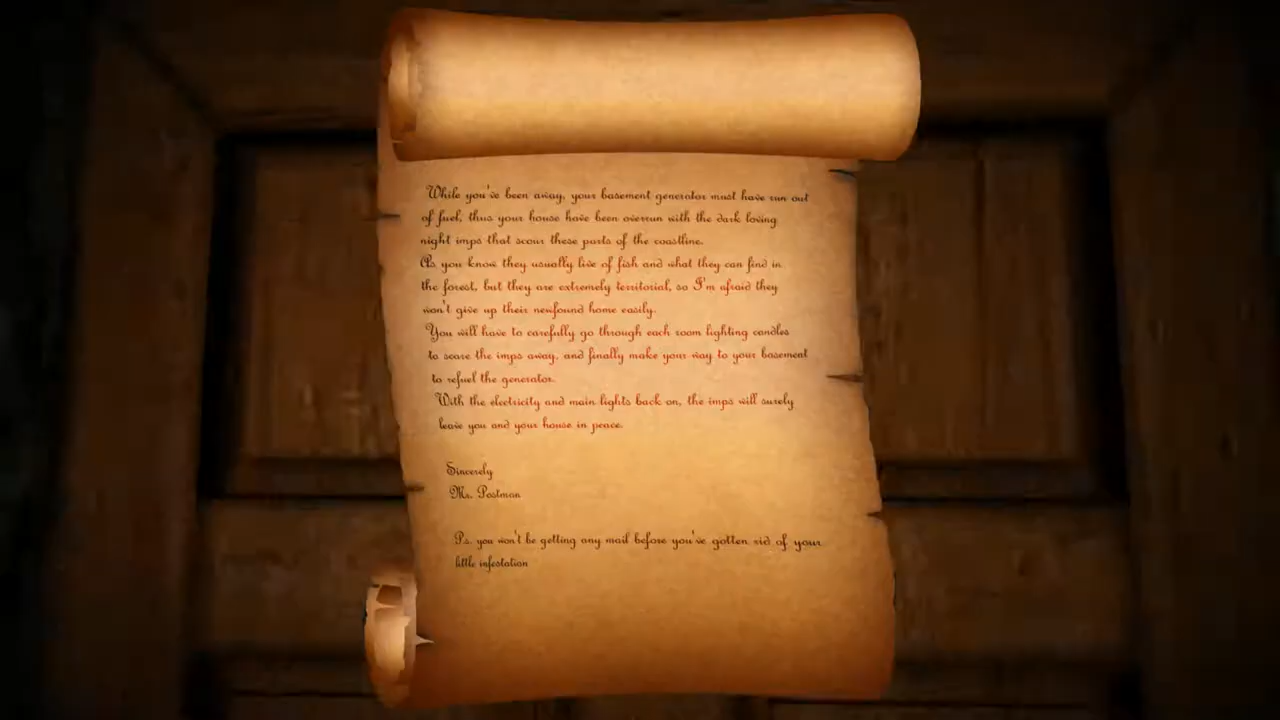 While you've been away, your basement generator must have run out
of fuel, thus your house have been overrun with the dark loving
night imps that scour these parts of the coastline.
As you know they usually live of fish and what they can find in
the forest, but they are extremely territorial, so I'm afraid they
won't give up their newfound home easily.
You will have to carefully go through each room lighting candles
to scare the imps away, and finally make your way to your basement
to refuel the generator.
With the electricity and main lights back on, the imps will surely
leave you and your house in peace.
Sincerely
Mr. Postman
Ps. you won't be getting any mail before you've gotten rid of your
little infestation